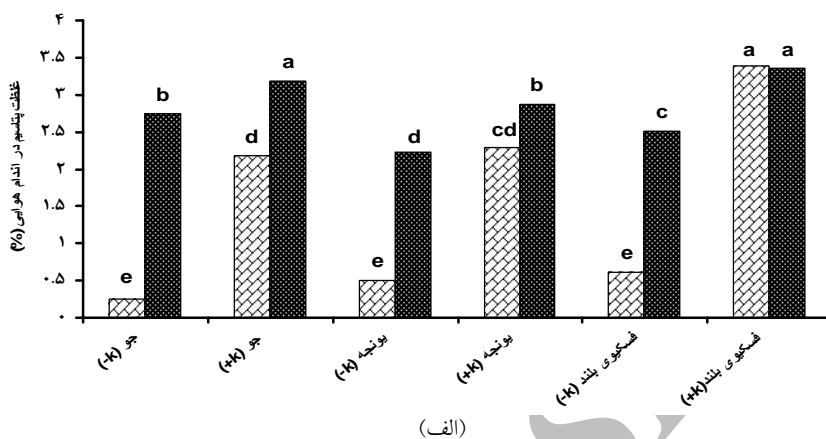 غلظت پتاسیم در اندام هوایی (%)
۴
۳.۵
۳
۲.۵
۲
۱.۵
۱
۰.۵
۰
e b d a e d cd b e c a a
جو (-k)
جو (+k)
یونجه (-k)
یونجه (+k)
فسکیوی بلند (-k)
فسکیوی بلند(+k)
(الف)